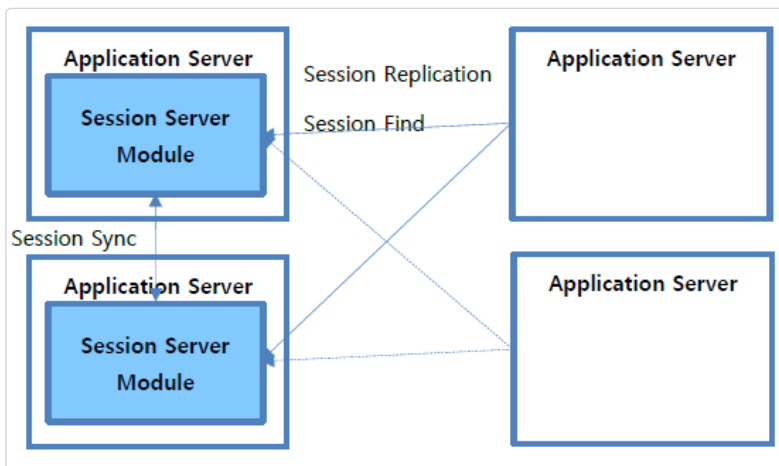 Application Server
Session Server
Module
Session Replication
Session Find
Application Server
Session Sync
Application Server
Session Server
Module
Application Server